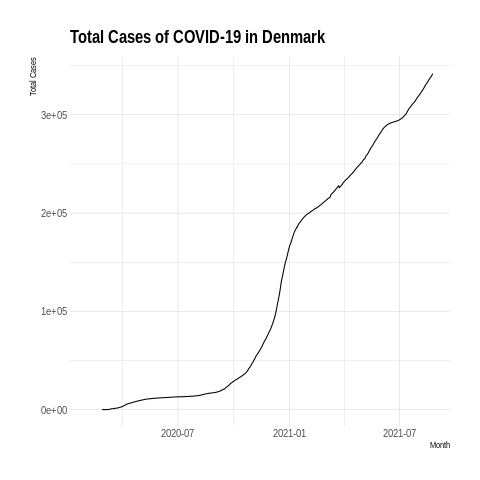 Total Cases of COVID-19 in Denmark
Total Cases
3e+05
2e+05
1e+05
0e+00
2020-07
2021-01
2021-07
Month